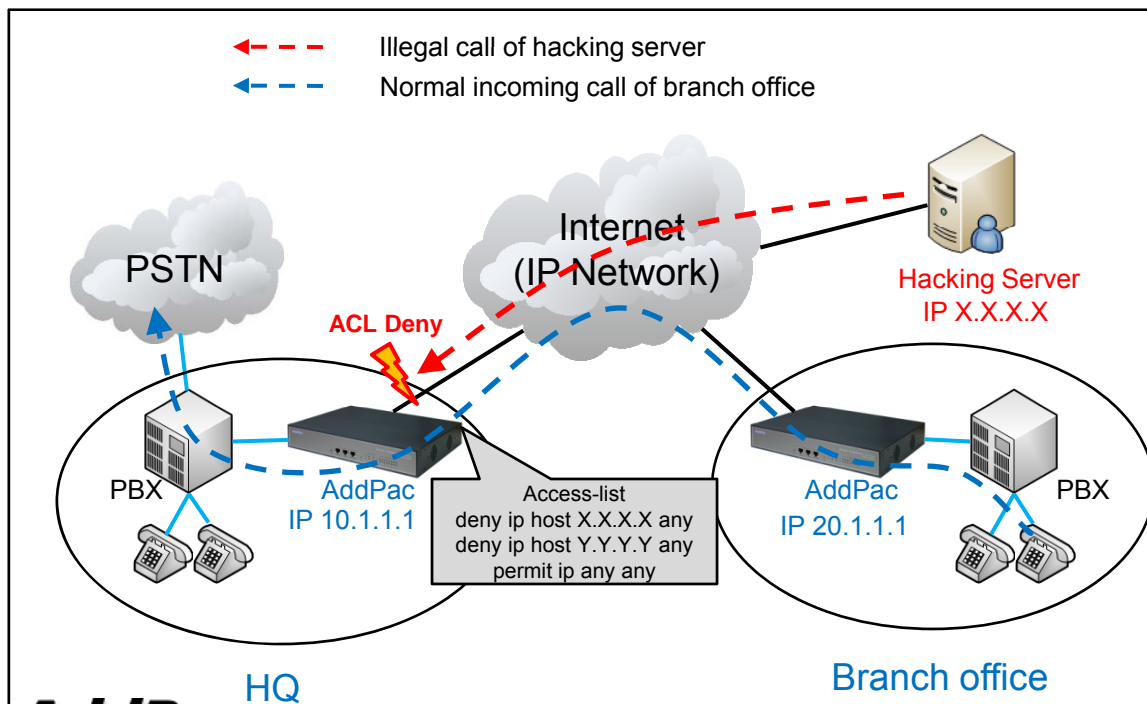 Illegal call of hacking server
Normal incoming call of branch office
Internet
(IP Network)
PSTN
Hacking Server
IP X.X.X.X
ACL Deny
PBX
AddPac
IP 10.1.1.1
Access-list
deny ip host X.X.X.X any
deny ip host Y.Y.Y.Y any
permit ip any any
AddPac
IP 20.1.1.1
PBX
HQ
Branch office